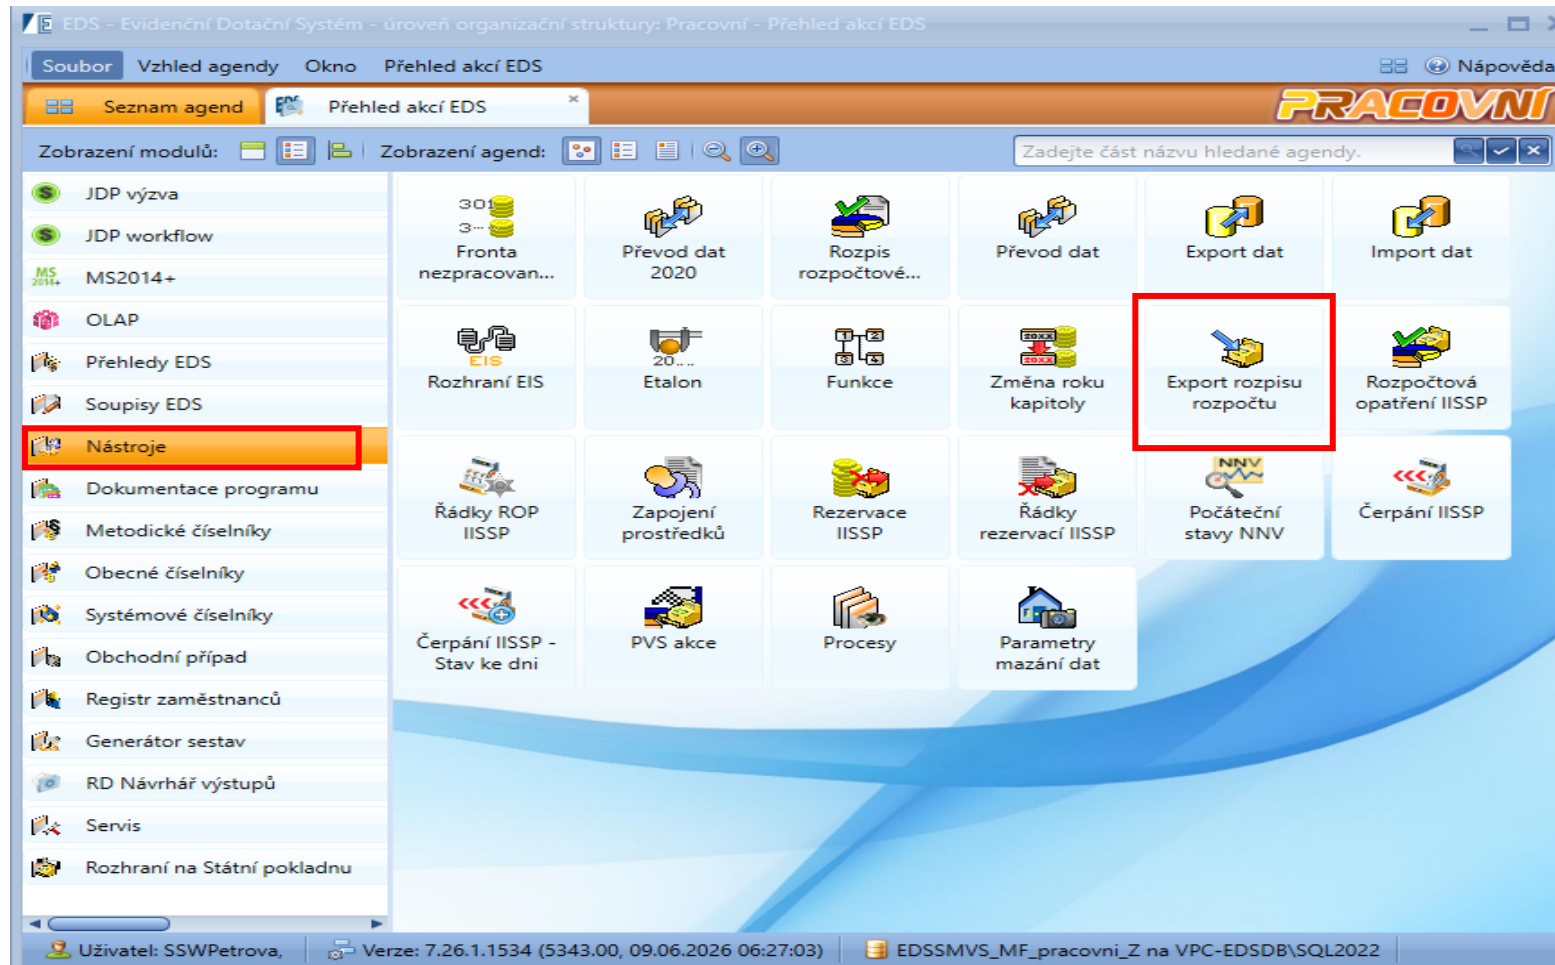 EDS - Evidenční Dotační Systém - úroveň organizační struktury: Pracovní - Přehled akcí EDS
Soubor Vzhled agendy Okno Přehled akcí EDS Nápověda
Seznam agend Přehled akcí EDS PRACOVNÍ
Zobrazení modulů: Zobrazení agend: Zadejte část názvu hledané agendy.
JDP výzva
JDP workflow
MS2014+
OLAP
Přehledy EDS
Soupisy EDS
Nástroje
Dokumentace programu
Metodické číselníky
Obecné číselníky
Systémové číselníky
Obchodní případ
Registr zaměstnanců
Generátor sestav
RD Návrhář výstupů
Servis
Rozhraní na Státní pokladnu
Fronta
nezpracovan...
Převod dat
2020
Rozpis
rozpočtové...
Převod dat
Export dat
Import dat
EIS
Rozhraní EIS
20....
Etalon
Funkce
Změna roku
kapitoly
Export rozpisu
rozpočtu
Rozpočtová
opatření IISSP
Řádky ROP
IISSP
Zapojení
prostředků
Rezervace
IISSP
Řádky
rezervací IISSP
NNV
Počáteční
stavy NNV
Čerpání IISSP
Čerpání IISSP -
Stav ke dni
PVS akce
Procesy
Parametry
mazání dat
Uživatel: SSWPetrova, Verze: 7.26.1.1534 (5343.00, 09.06.2026 06:27:03) EDSSMVS_MF_pracovni_Z na VPC-EDSDB\SQL2022